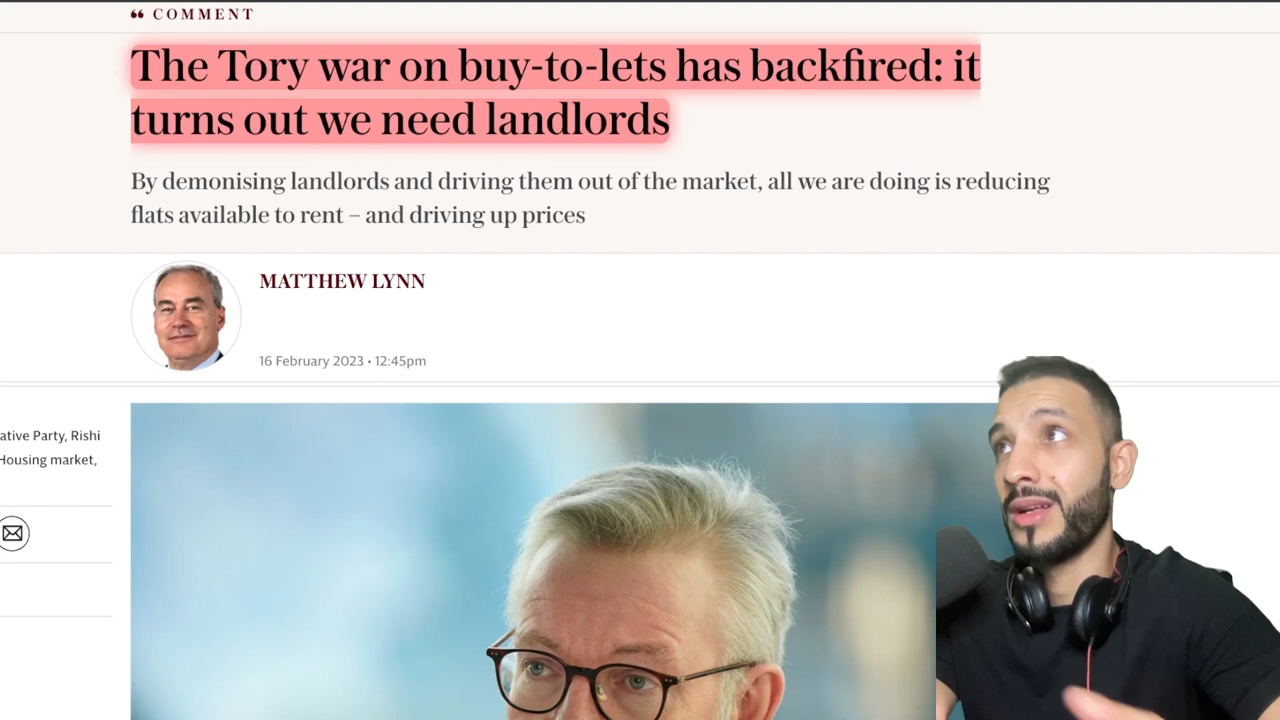 ❝ COMMENT
The Tory war on buy-to-lets has backfired: it
turns out we need landlords
By demonising landlords and driving them out of the market, all we are doing is reducing
flats available to rent – and driving up prices
MATTHEW LYNN
16 February 2023 • 12:45pm
ative Party, Rishi
Housing market,